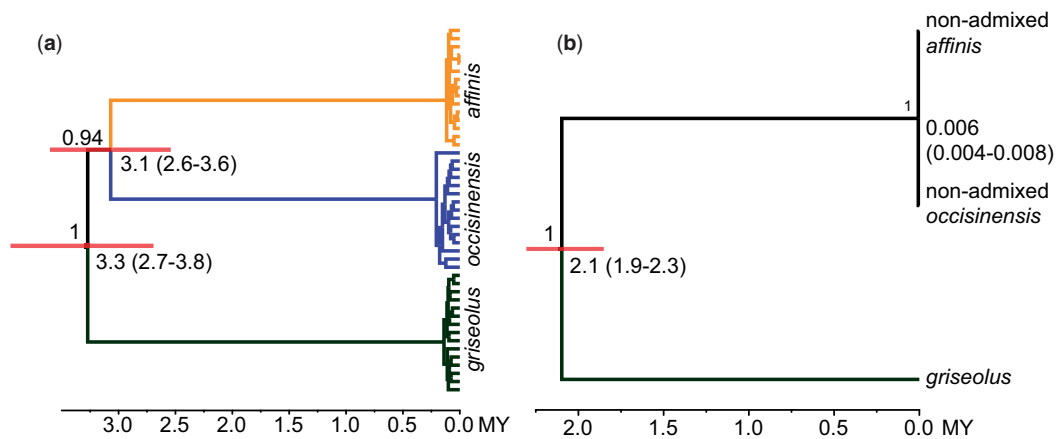 (a)
affinis
0.94
3.1 (2.6-3.6)
occisinensis
1
3.3 (2.7-3.8)
griseolus
3.0 2.5 2.0 1.5 1.0 0.5 0.0 MY
(b)
non-admixed
affinis
1
0.006
(0.004-0.008)
non-admixed
occisinensis
1
2.1 (1.9-2.3)
griseolus
2.0 1.5 1.0 0.5 0.0 MY